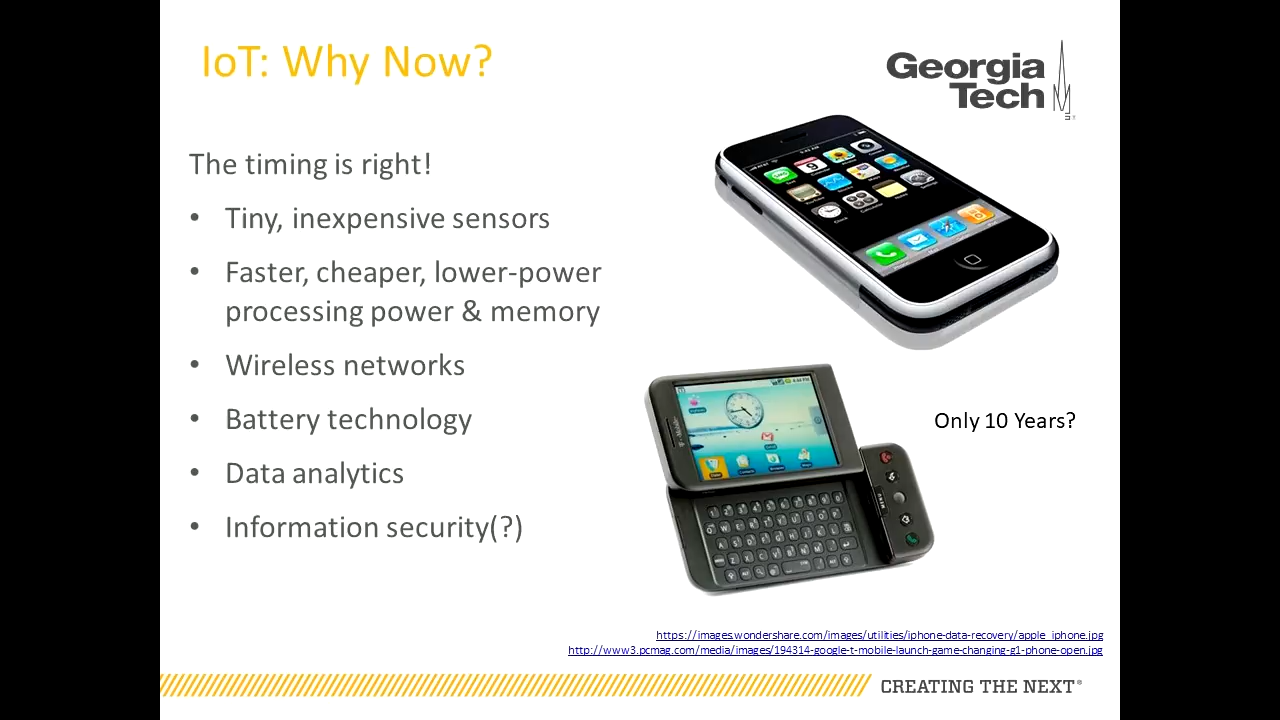 IoT: Why Now?
Georgia
Tech
The timing is right!
• Tiny, inexpensive sensors
• Faster, cheaper, lower-power
processing power & memory
• Wireless networks
• Battery technology
• Data analytics
• Information security(?)
Only 10 Years?
https://images.wondershare.com/images/utilities/iphone-data-recovery/apple_iphone.jpg
http://www3.pcmag.com/media/images/194314-google-t-mobile-launch-game-changing-g1-phone-open.jpg
CREATING THE NEXT®